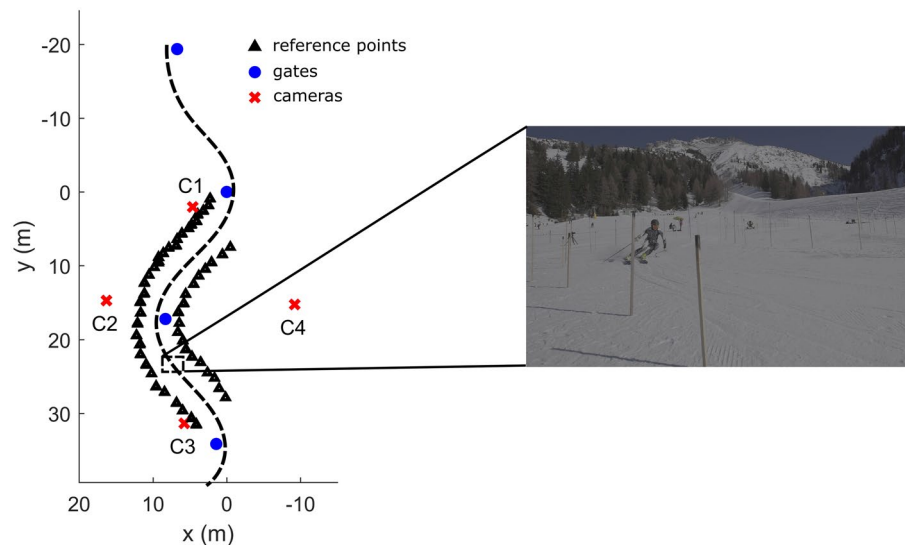 -20
-10
0
10
20
30
y (m)
20
10
0
-10
x (m)
reference points
gates
cameras
C1
C2
C3
C4